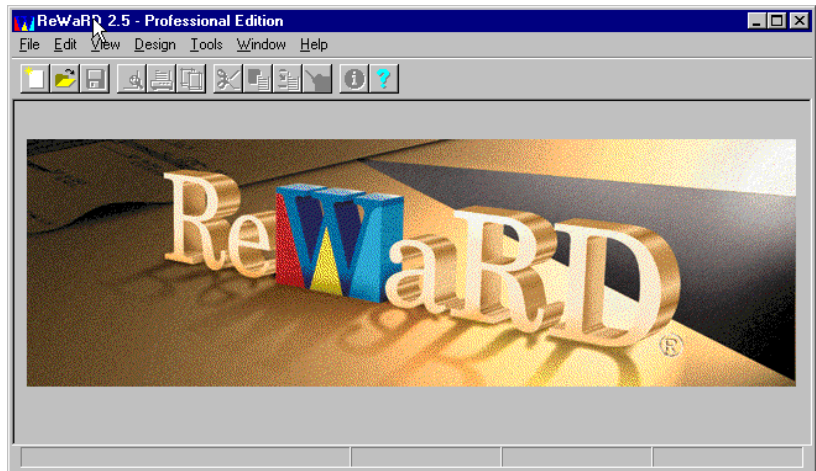 ReWaRD 2.5 - Professional Edition
File Edit View Design Tools Window Help
ReWaRD
®